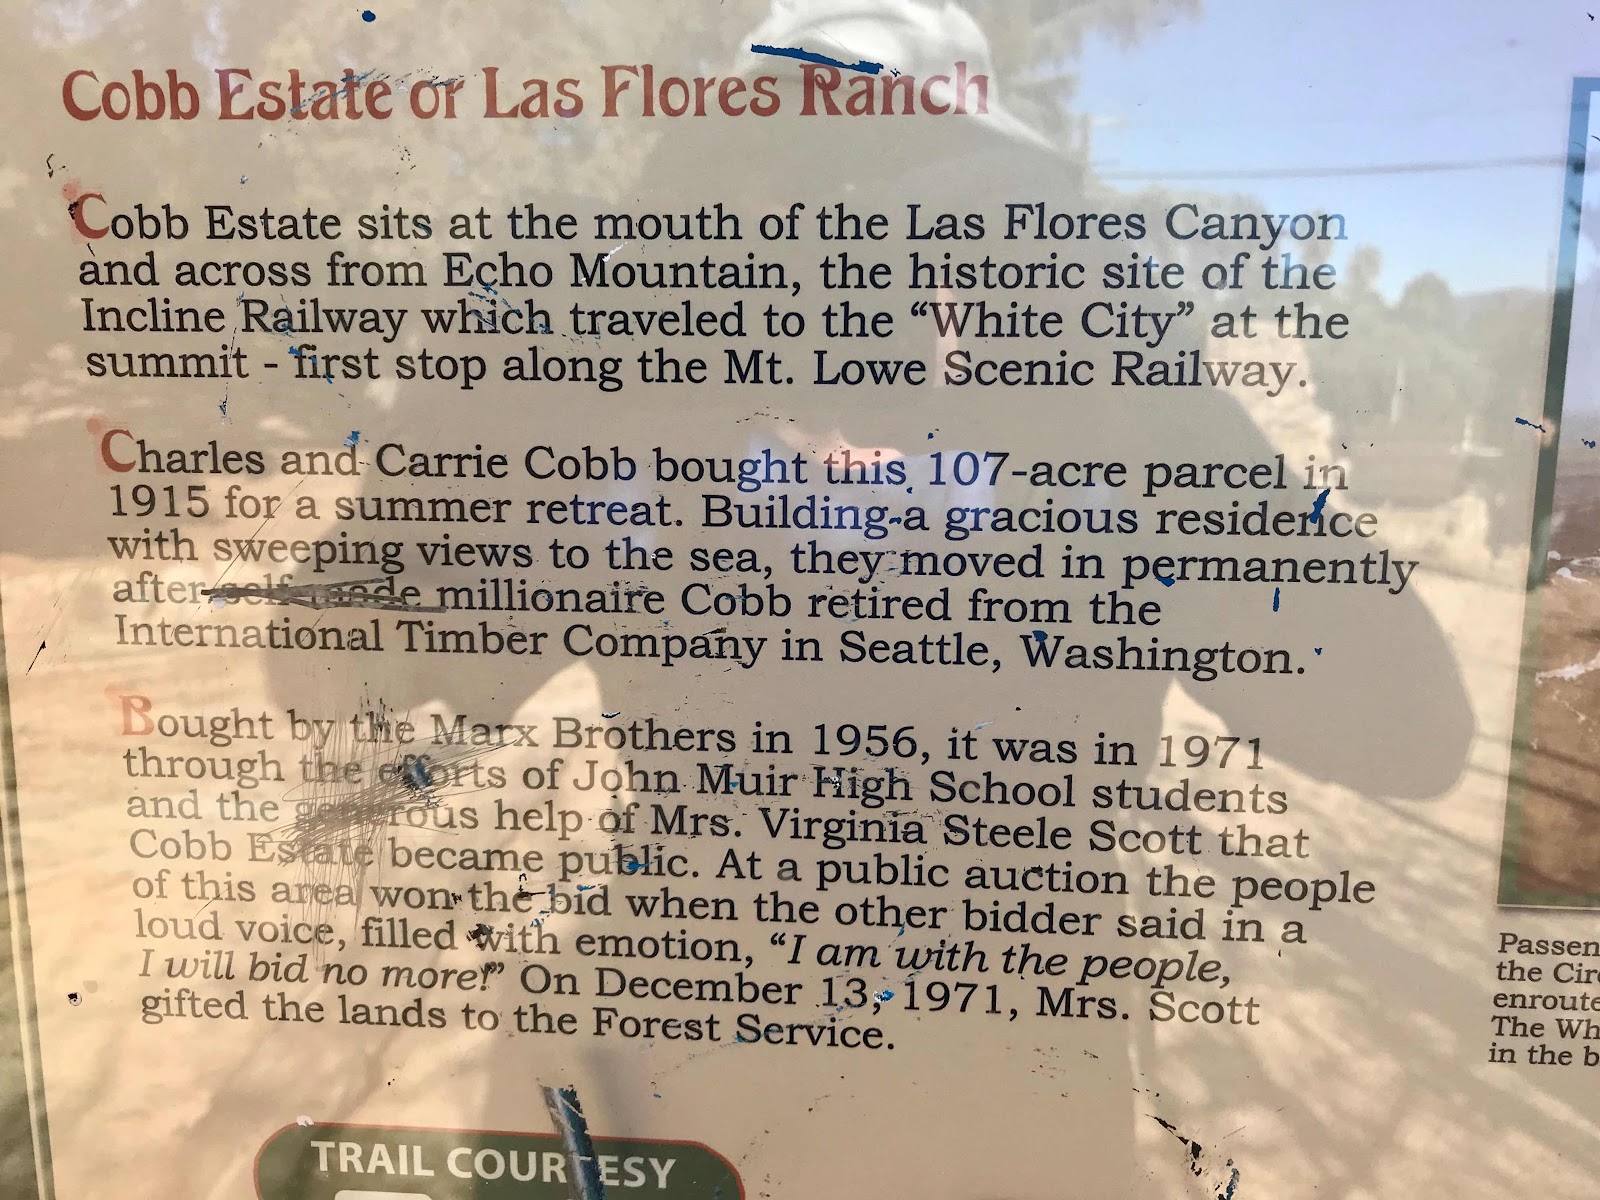 Cobb Estate or Las Flores Ranch
Cobb Estate sits at the mouth of the Las Flores Canyon
and across from Echo Mountain, the historic site of the
Incline Railway which traveled to the “White City” at the
summit - first stop along the Mt. Lowe Scenic Railway.
Charles and Carrie Cobb bought this 107-acre parcel in
1915 for a summer retreat. Building a gracious residence
with sweeping views to the sea, they moved in permanently
after self-made millionaire Cobb retired from the
International Timber Company in Seattle, Washington.
Bought by the Marx Brothers in 1956, it was in 1971
through the efforts of John Muir High School students
and the generous help of Mrs. Virginia Steele Scott that
Cobb Estate became public. At a public auction the people
of this area won the bid when the other bidder said in a
loud voice, filled with emotion, “I am with the people,
I will bid no more!” On December 13, 1971, Mrs. Scott
gifted the lands to the Forest Service.
TRAIL COURTESY
Passen
the Circ
enroute
The Wh
in the b